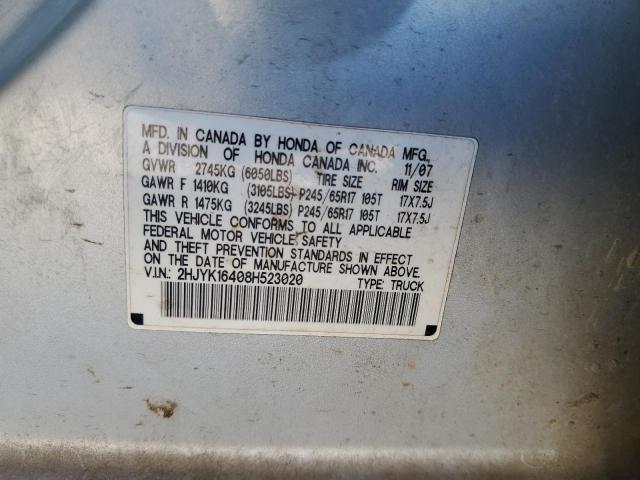 MFD. IN CANADA BY HONDA OF CANADA MFG.,
A DIVISION OF HONDA CANADA INC. 11/07
GVWR 2745KG (6050LBS) TIRE SIZE RIM SIZE
GAWR F 1410KG (3105LBS) P245/65R17 105T 17X7.5J
GAWR R 1475KG (3245LBS) P245/65R17 105T 17X7.5J
THIS VEHICLE CONFORMS TO ALL APPLICABLE
FEDERAL MOTOR VEHICLE SAFETY
AND THEFT PREVENTION STANDARDS IN EFFECT
ON THE DATE OF MANUFACTURE SHOWN ABOVE.
V.I.N.: 2HJYK16408H523020 TYPE: TRUCK